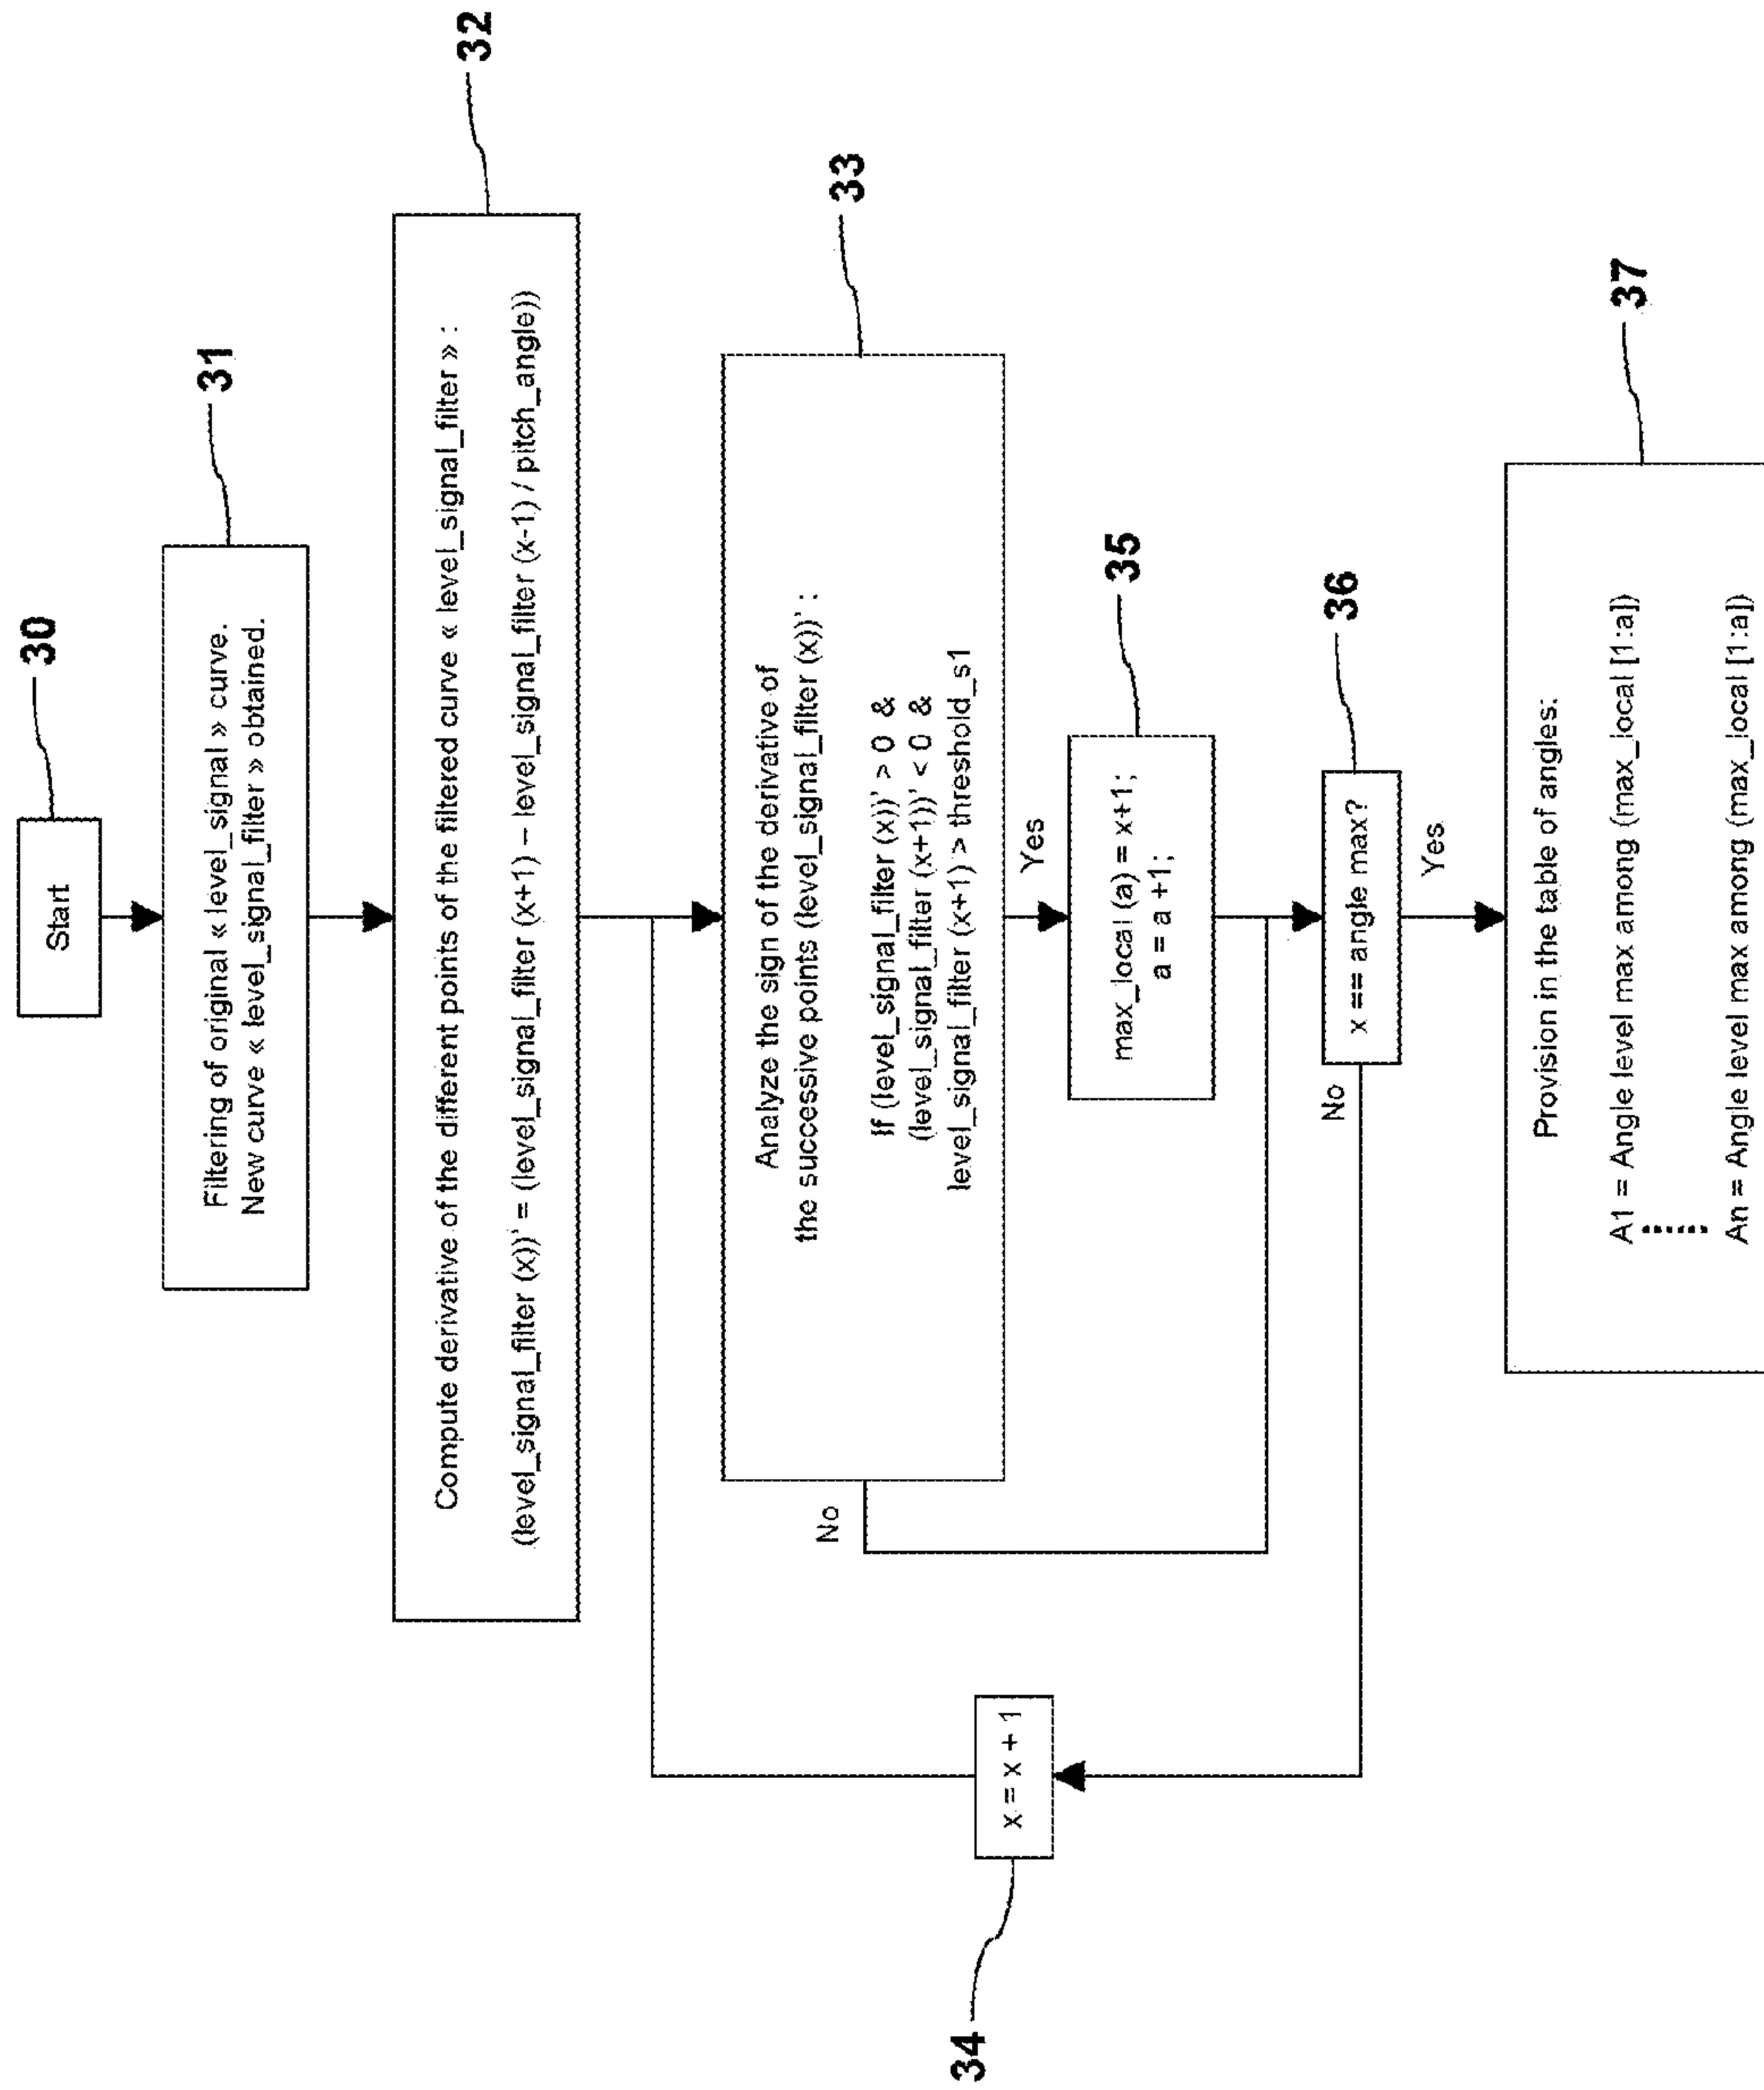 30
Start
31
Filtering of original « level_signal » curve.
New curve « level_signal_filter » obtained.
32
Compute derivative of the different points of the filtered curve « level_signal_filter » :
(level_signal_filter (x))' = (level_signal_filter (x+1) – level_signal_filter (x-1) / pitch_angle))
33
Analyze the sign of the derivative of
the successive points (level_signal_filter (x))' :
If (level_signal_filter (x))' > 0 &
(level_signal_filter (x+1))' < 0 &
level_signal_filter (x+1) > threshold_s1
No
Yes
34
x = x + 1
35
max_local (a) = x+1;
a = a +1;
36
x == angle max?
No
Yes
37
Provision in the table of angles:
A1 = Angle level max among (max_local [1:a])
......
An = Angle level max among (max_local [1:a])